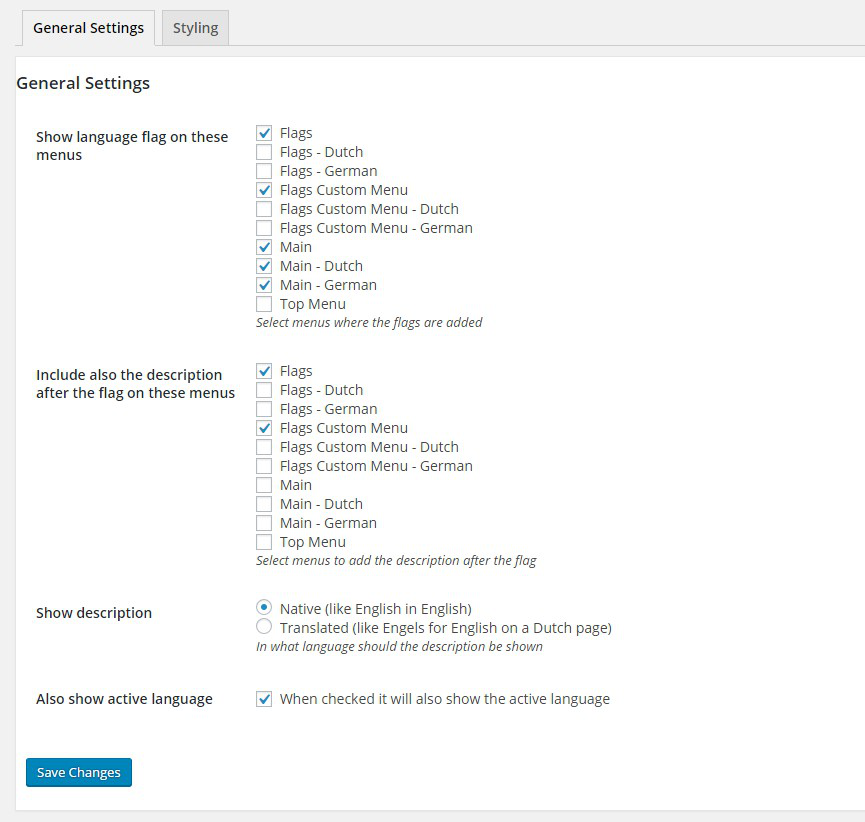 General Settings
Styling
General Settings
Show language flag on these
menus
Flags
Flags - Dutch
Flags - German
Flags Custom Menu
Flags Custom Menu - Dutch
Flags Custom Menu - German
Main
Main - Dutch
Main - German
Top Menu
Select menus where the flags are added
Include also the description
after the flag on these menus
Flags
Flags - Dutch
Flags - German
Flags Custom Menu
Flags Custom Menu - Dutch
Flags Custom Menu - German
Main
Main - Dutch
Main - German
Top Menu
Select menus to add the description after the flag
Show description
Native (like English in English)
Translated (like Engels for English on a Dutch page)
In what language should the description be shown
Also show active language
When checked it will also show the active language
Save Changes